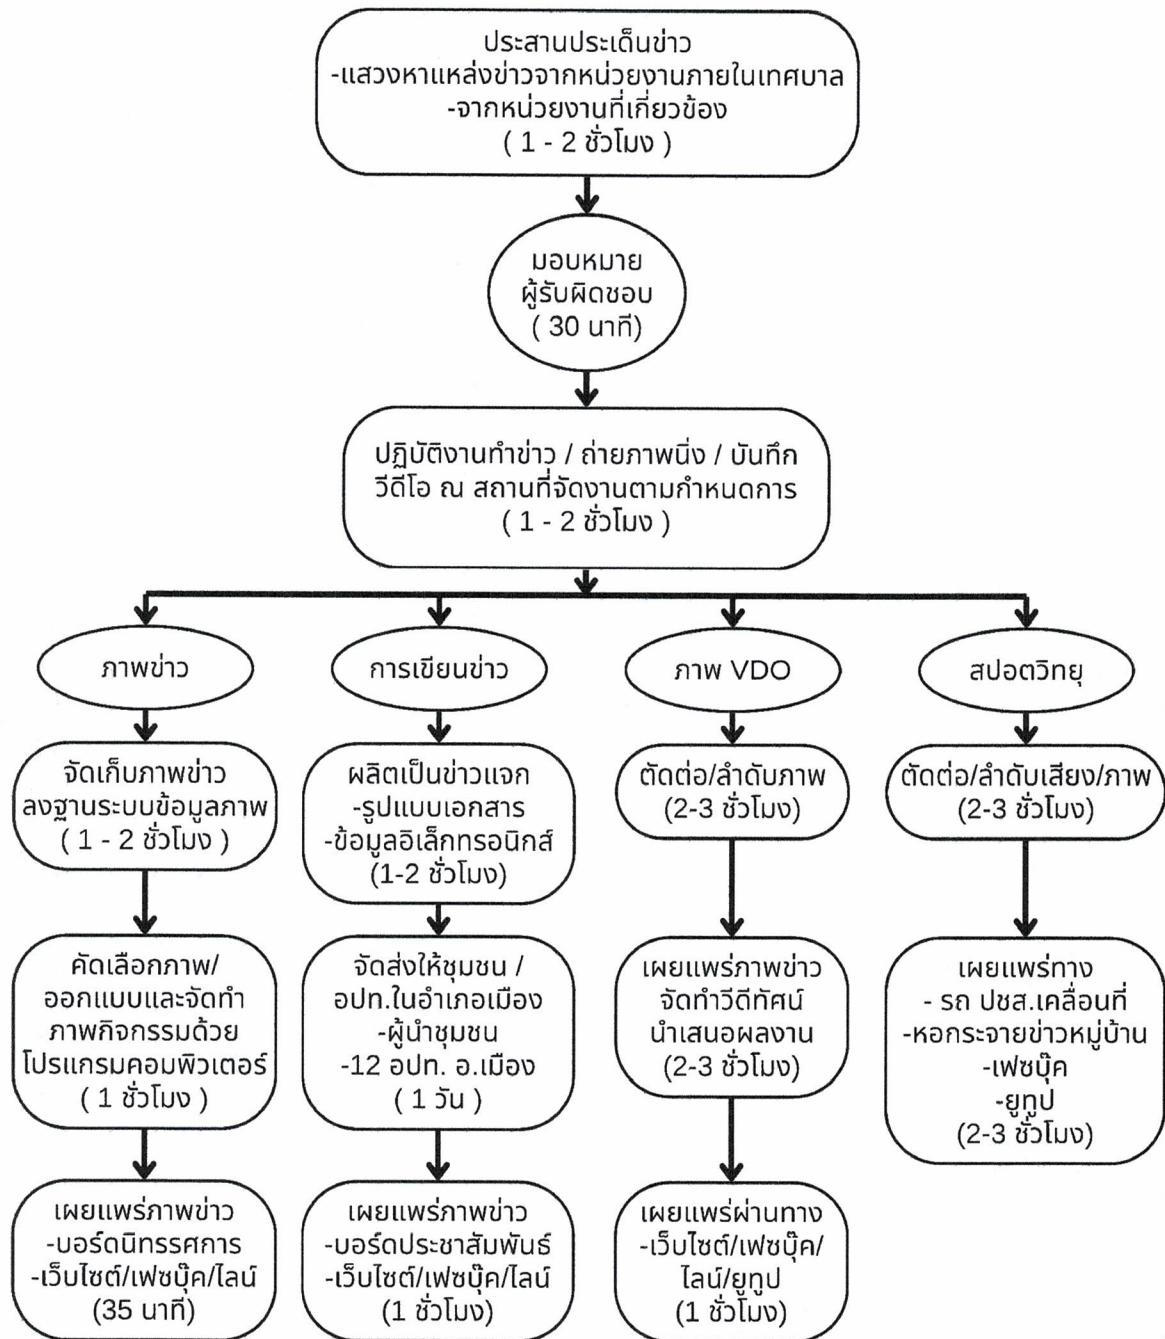 ประสานประเด็นข่าว
-แสวงหาแหล่งข่าวจากหน่วยงานภายในเทศบาล
-จากหน่วยงานที่เกี่ยวข้อง
( 1 - 2 ชั่วโมง )
มอบหมาย
ผู้รับผิดชอบ
( 30 นาที)
ปฏิบัติงานทำข่าว / ถ่ายภาพนิ่ง / บันทึก
วีดีโอ ณ สถานที่จัดงานตามกำหนดการ
( 1 - 2 ชั่วโมง )
ภาพข่าว
จัดเก็บภาพข่าว
ลงฐานระบบข้อมูลภาพ
( 1 - 2 ชั่วโมง )
คัดเลือกภาพ/
ออกแบบและจัดทำ
ภาพกิจกรรมด้วย
โปรแกรมคอมพิวเตอร์
( 1 ชั่วโมง )
เผยแพร่ภาพข่าว
-บอร์ดนิทรรศการ
-เว็บไซต์/เฟซบุ๊ค/ไลน์
(35 นาที)
การเขียนข่าว
ผลิตเป็นข่าวแจก
-รูปแบบเอกสาร
-ข้อมูลอิเล็กทรอนิกส์
(1-2 ชั่วโมง)
จัดส่งให้ชุมชน /
อปท.ในอำเภอเมือง
-ผู้นำชุมชน
-12 อปท. อ.เมือง
( 1 วัน )
เผยแพร่ภาพข่าว
-บอร์ดประชาสัมพันธ์
-เว็บไซต์/เฟซบุ๊ค/ไลน์
(1 ชั่วโมง)
ภาพ VDO
ตัดต่อ/ลำดับภาพ
(2-3 ชั่วโมง)
เผยแพร่ภาพข่าว
จัดทำวีดีทัศน์
นำเสนอผลงาน
(2-3 ชั่วโมง)
เผยแพร่ผ่านทาง
-เว็บไซต์/เฟซบุ๊ค/
ไลน์/ยูทูป
(1 ชั่วโมง)
สปอตวิทยุ
ตัดต่อ/ลำดับเสียง/ภาพ
(2-3 ชั่วโมง)
เผยแพร่ทาง
- รถ ปชส.เคลื่อนที่
-หอกระจายข่าวหมู่บ้าน
-เฟซบุ๊ค
-ยูทูป
(2-3 ชั่วโมง)